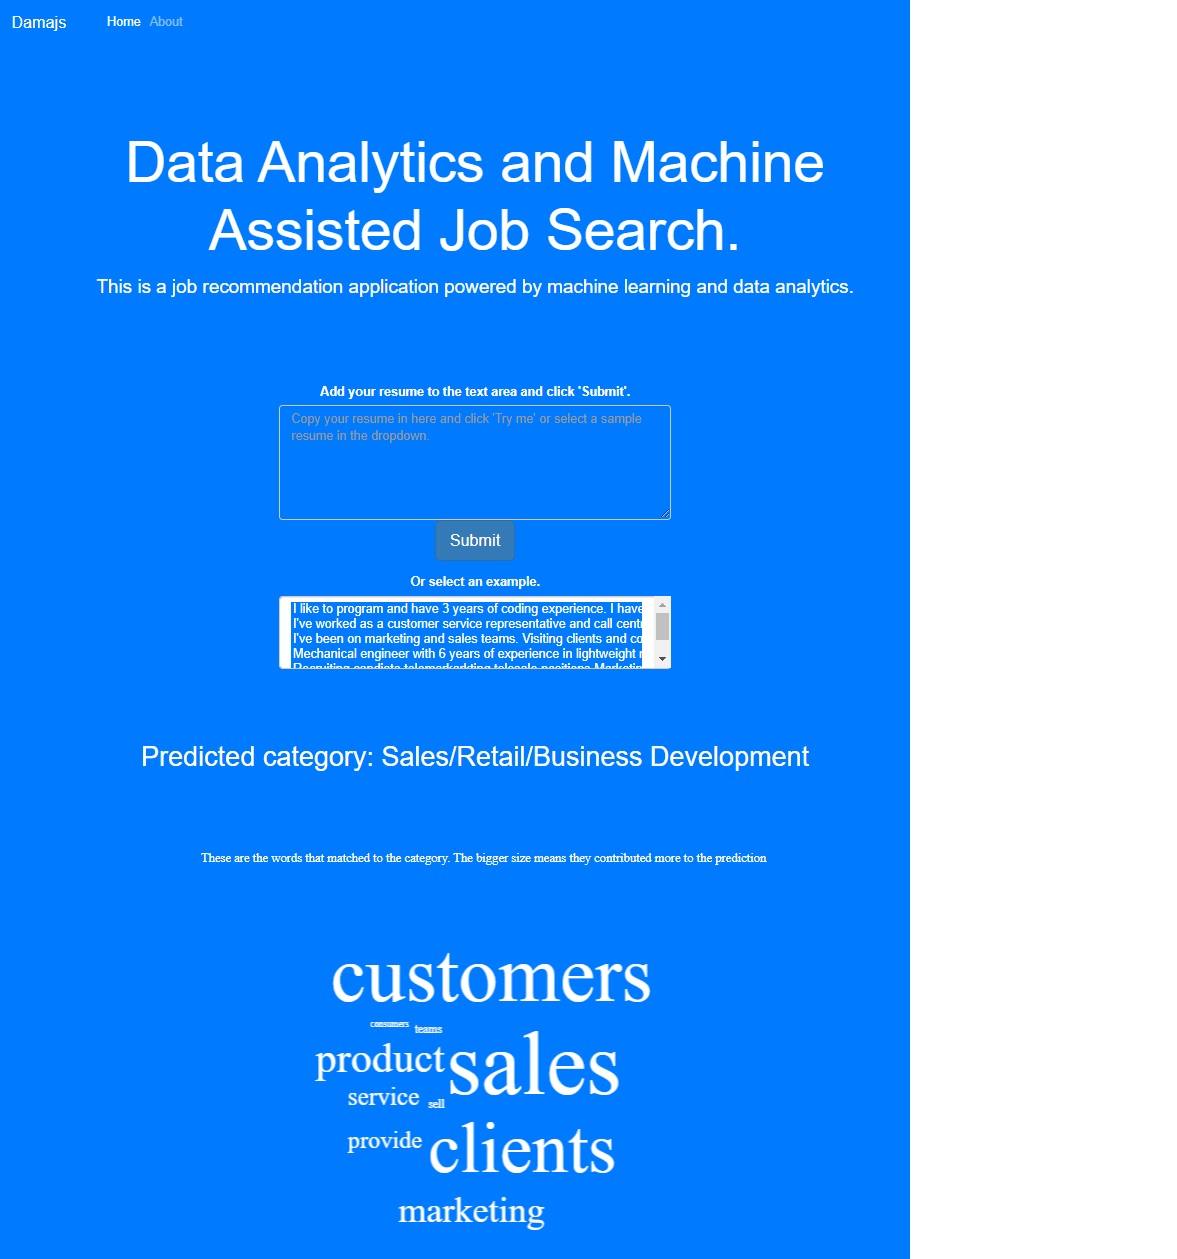 Damajs Home About
Data Analytics and Machine
Assisted Job Search.
This is a job recommendation application powered by machine learning and data analytics.
Add your resume to the text area and click 'Submit'.
Copy your resume in here and click 'Try me' or select a sample
resume in the dropdown.
Submit
Or select an example.
I like to program and have 3 years of coding experience. I have
I've worked as a customer service representative and call cent
I've been on marketing and sales teams. Visiting clients and co
Mechanical engineer with 6 years of experience in lightweight
Predicted category: Sales/Retail/Business Development
These are the words that matched to the category. The bigger size means they contributed more to the prediction
customers
consumers teams
product sales
service sell
provide clients
marketing